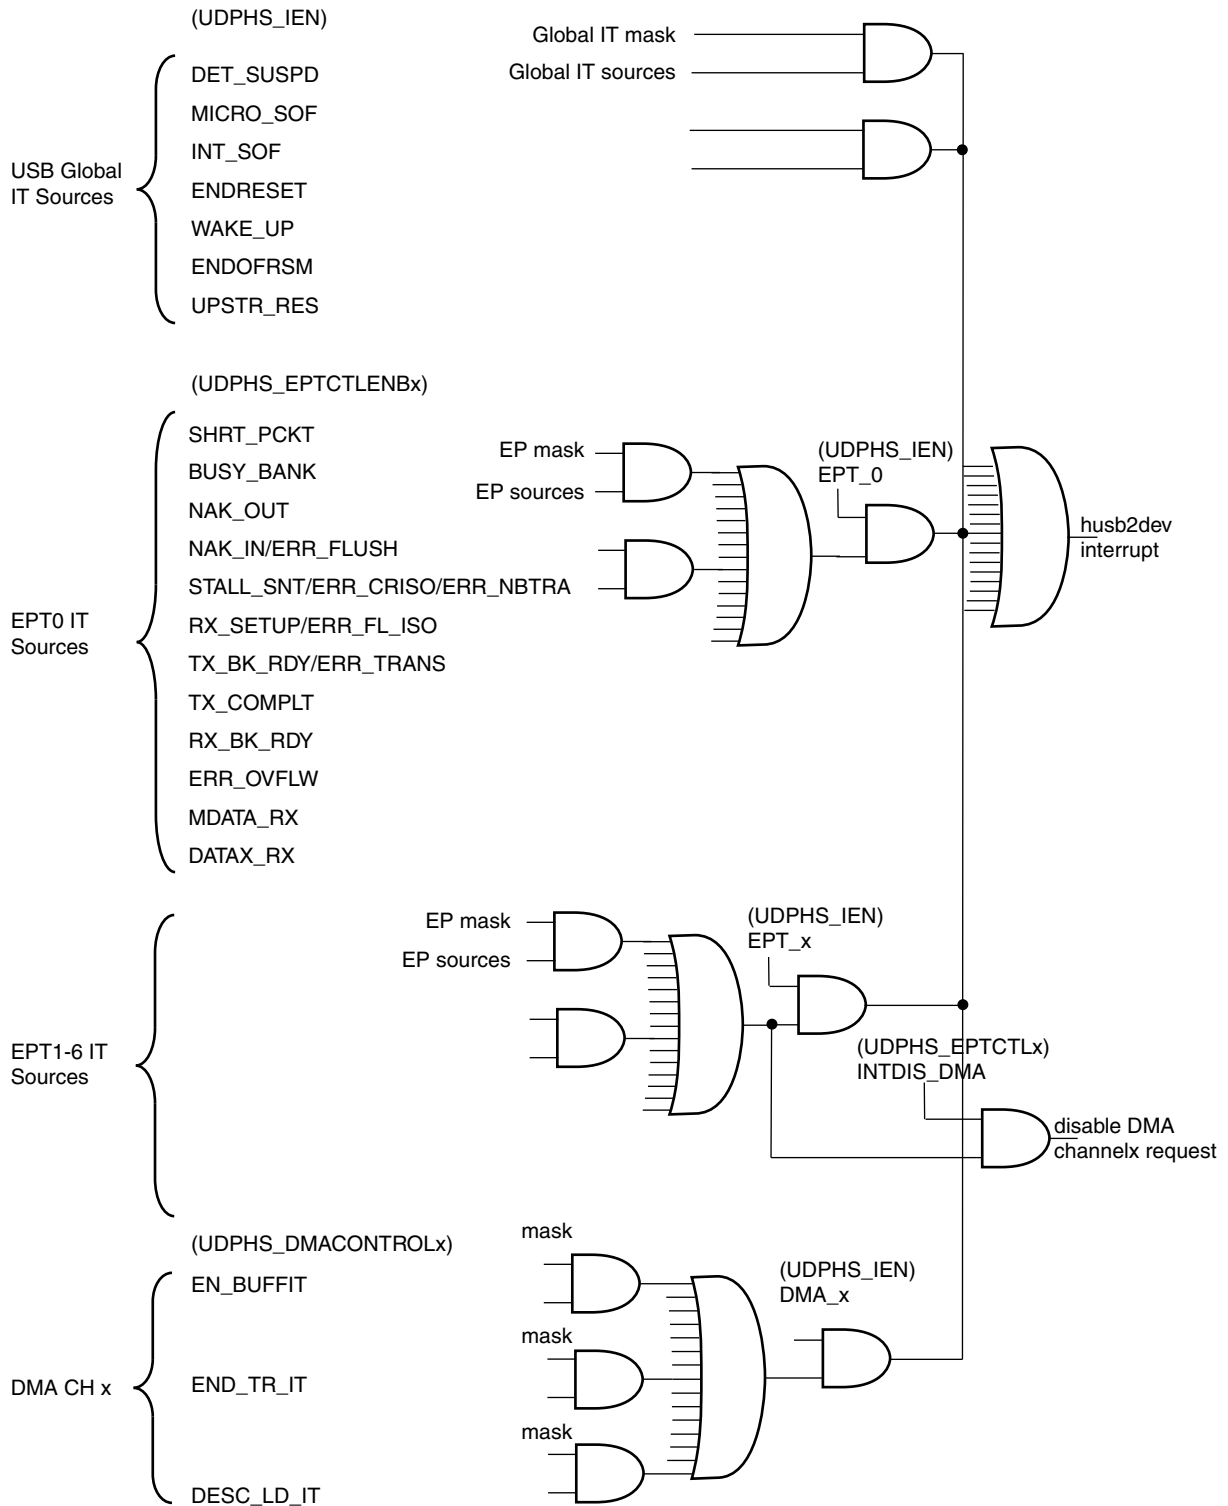 (UDPHS_IEN)
Global IT mask
Global IT sources
DET_SUSPD
MICRO_SOF
INT_SOF
ENDRESET
WAKE_UP
ENDOFRSM
UPSTR_RES
USB Global
IT Sources
(UDPHS_EPTCTLENBx)
SHRT_PCKT
BUSY_BANK
NAK_OUT
NAK_IN/ERR_FLUSH
STALL_SNT/ERR_CRISO/ERR_NBTRA
RX_SETUP/ERR_FL_ISO
TX_BK_RDY/ERR_TRANS
TX_COMPLT
RX_BK_RDY
ERR_OVFLW
MDATA_RX
DATAX_RX
EPT0 IT
Sources
EP mask
EP sources
(UDPHS_IEN)
EPT_0
husb2dev
interrupt
EPT1-6 IT
Sources
EP mask
EP sources
(UDPHS_IEN)
EPT_x
(UDPHS_EPTCTLx)
INTDIS_DMA
disable DMA
channelx request
(UDPHS_DMACONTROLx)
EN_BUFFIT
END_TR_IT
DESC_LD_IT
DMA CH x
mask
mask
mask
(UDPHS_IEN)
DMA_x